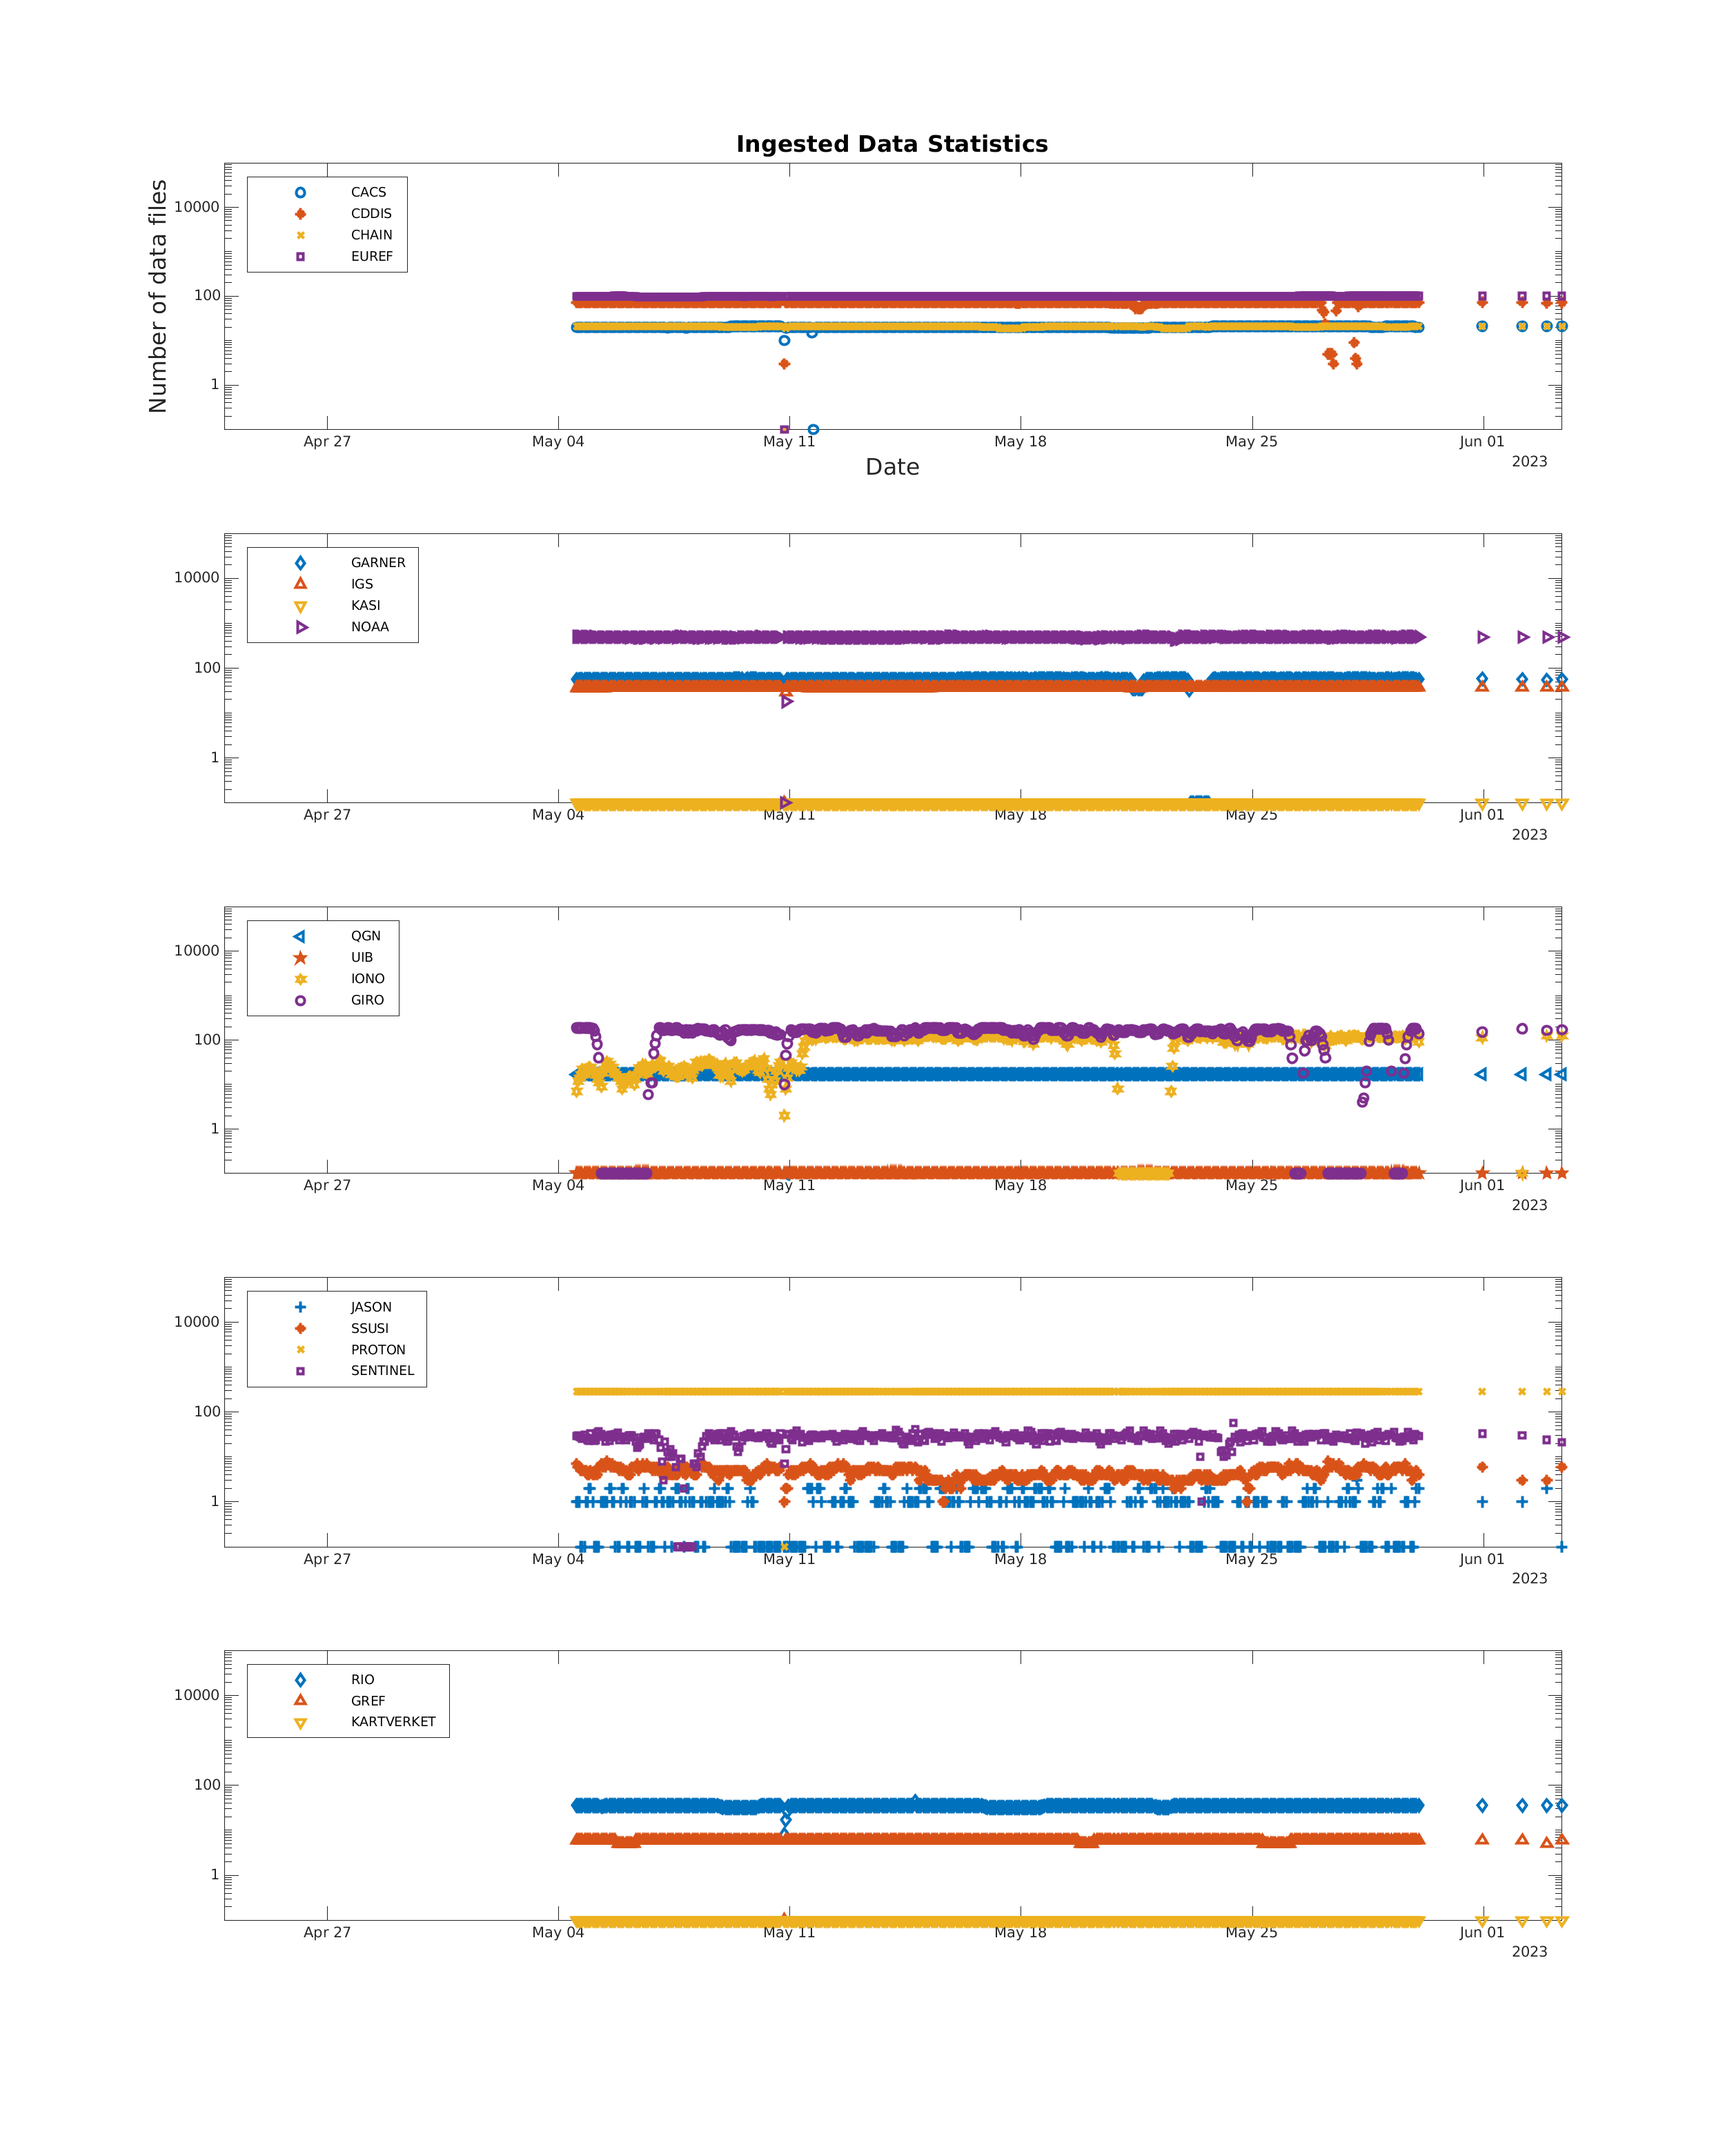 Ingested Data Statistics
Number of data files
10000
100
1
CACS
CDDIS
CHAIN
EUREF
Apr 27 May 04 May 11 May 18 May 25 Jun 01
2023
Date
10000
100
1
GARNER
IGS
KASI
NOAA
Apr 27 May 04 May 11 May 18 May 25 Jun 01
2023
10000
100
1
QGN
UIB
IONO
GIRO
Apr 27 May 04 May 11 May 18 May 25 Jun 01
2023
10000
100
1
JASON
SSUSI
PROTON
SENTINEL
Apr 27 May 04 May 11 May 18 May 25 Jun 01
2023
10000
100
1
RIO
GREF
KARTVERKET
Apr 27 May 04 May 11 May 18 May 25 Jun 01
2023